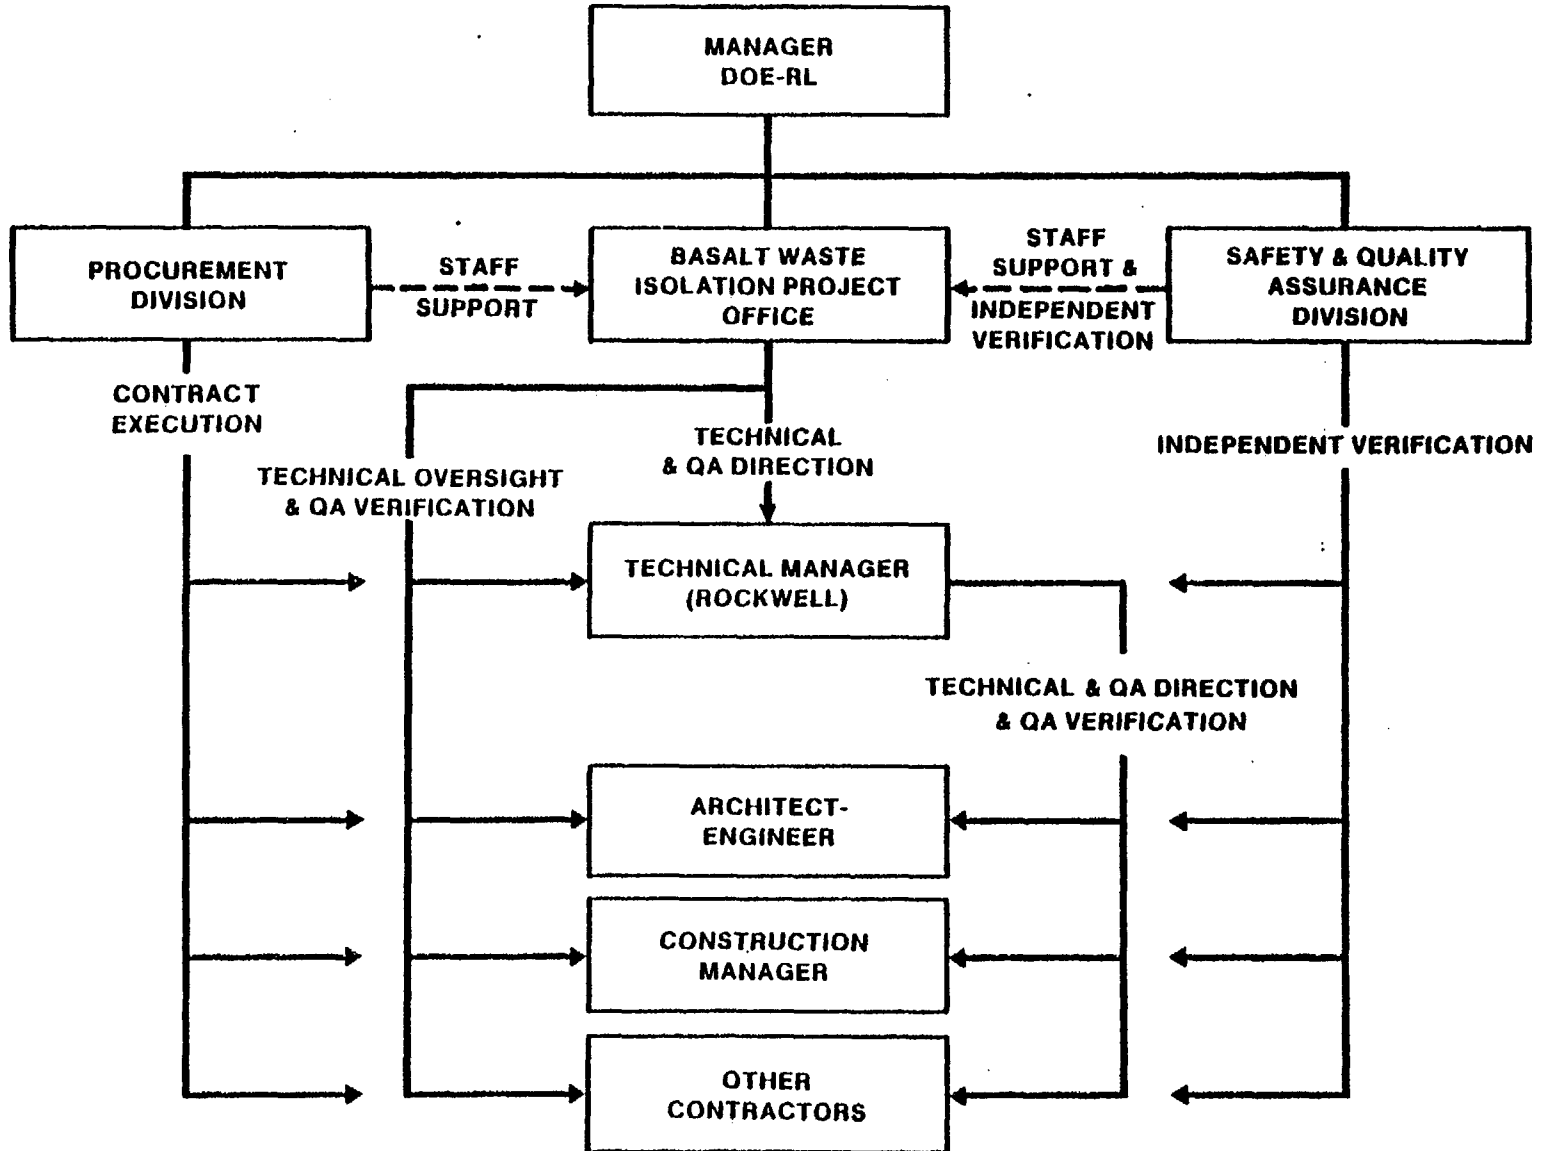 MANAGER
DOE-RL
PROCUREMENT
DIVISION
STAFF
SUPPORT
BASALT WASTE
ISOLATION PROJECT
OFFICE
STAFF
SUPPORT &
INDEPENDENT
VERIFICATION
SAFETY & QUALITY
ASSURANCE
DIVISION
CONTRACT
EXECUTION
TECHNICAL OVERSIGHT
& QA VERIFICATION
TECHNICAL
& QA DIRECTION
INDEPENDENT VERIFICATION
TECHNICAL MANAGER
(ROCKWELL)
TECHNICAL & QA DIRECTION
& QA VERIFICATION
ARCHITECT-
ENGINEER
CONSTRUCTION
MANAGER
OTHER
CONTRACTORS